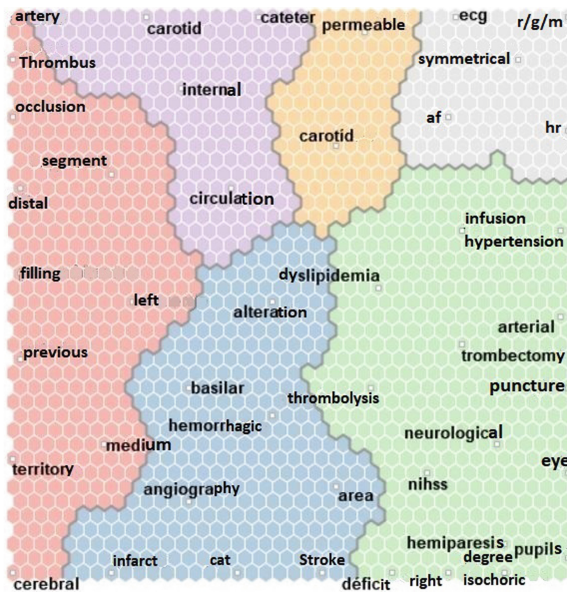 artery
carotid
cateter
permeable
ecg
r/g/m
Thrombus
symmetrical
internal
occlusion
af
hr
carotid
segment
distal
circulation
infusion
hypertension
filling
dyslipidemia
left
alteration
arterial
previous
trombectomy
basilar
thrombolysis
puncture
hemorrhagic
neurological
medium
eye
territory
nihss
angiography
area
hemiparesis
pupils
degree
infarct
cat
Stroke
cerebral
déficit
right
isochoric